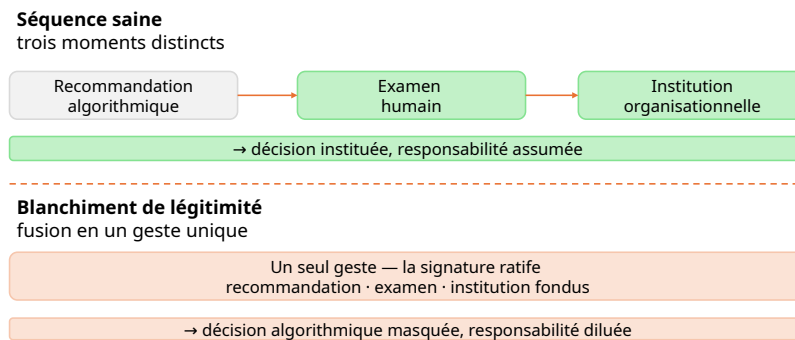 Séquence saine
trois moments distincts
Recommandation
algorithmique
Examen
humain
Institution
organisationnelle
→ décision instituée, responsabilité assumée
Blanchiment de légitimité
fusion en un geste unique
Un seul geste — la signature ratife
recommandation · examen · institution fondus
→ décision algorithmique masquée, responsabilité diluée